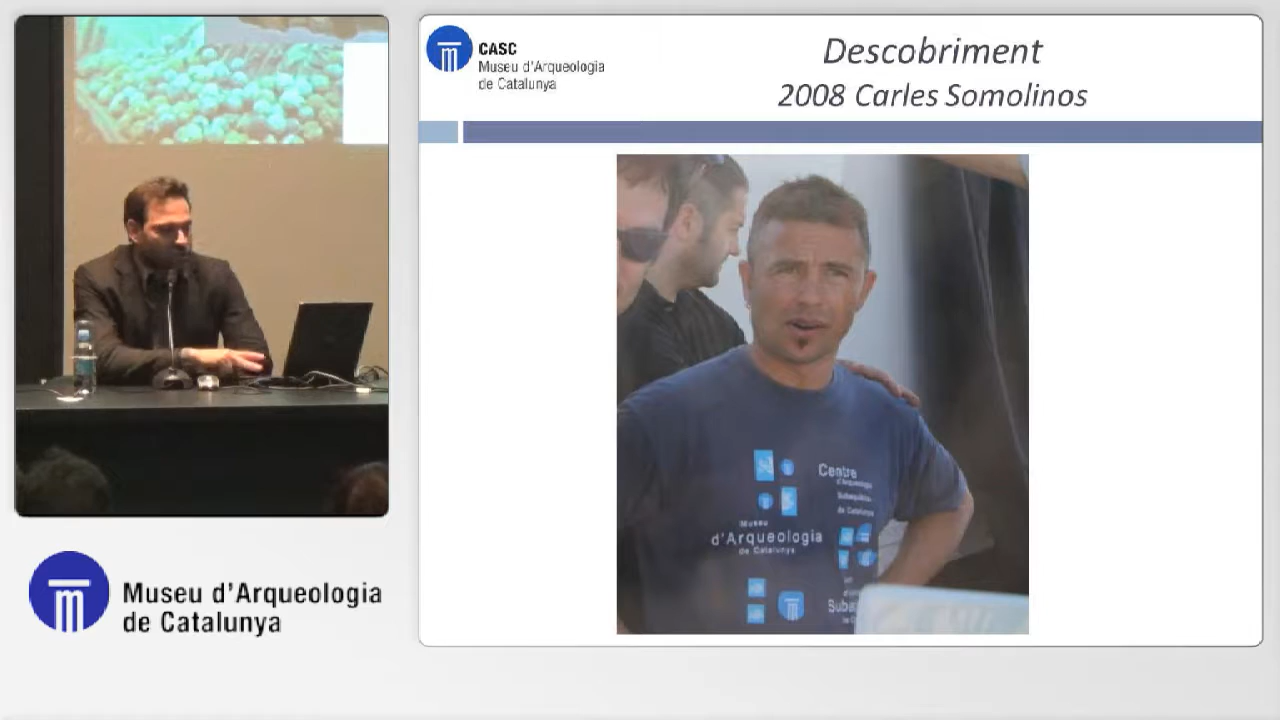 CASC
Museu d'Arqueologia
de Catalunya
Descobriment
2008 Carles Somolinos
Centre
d'Arqueologia
Subaquàtica
de Catalunya
Museu
d'Arqueologia
de Catalunya
Museu d'Arqueologia
de Catalunya